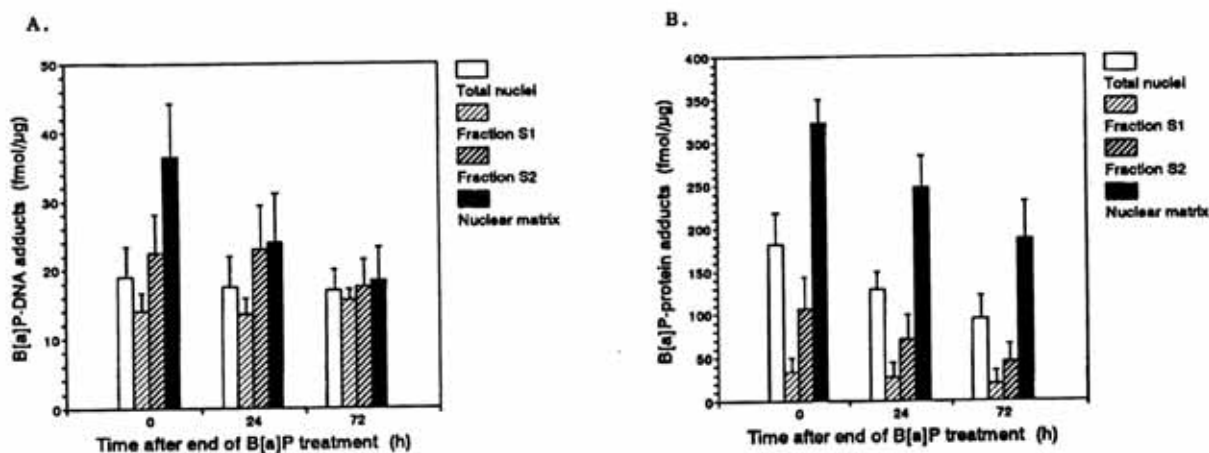 A.
50
40
30
20
10
0
B[a]P-DNA adducts (fmol/µg)
0 24 72
Time after end of B[a]P treatment (h)
Total nuclei
Fraction S1
Fraction S2
Nuclear matrix
B.
400
350
300
250
200
150
100
50
0
B[a]P-protein adducts (fmol/µg)
0 24 72
Time after end of B[a]P treatment (h)
Total nuclei
Fraction S1
Fraction S2
Nuclear matrix